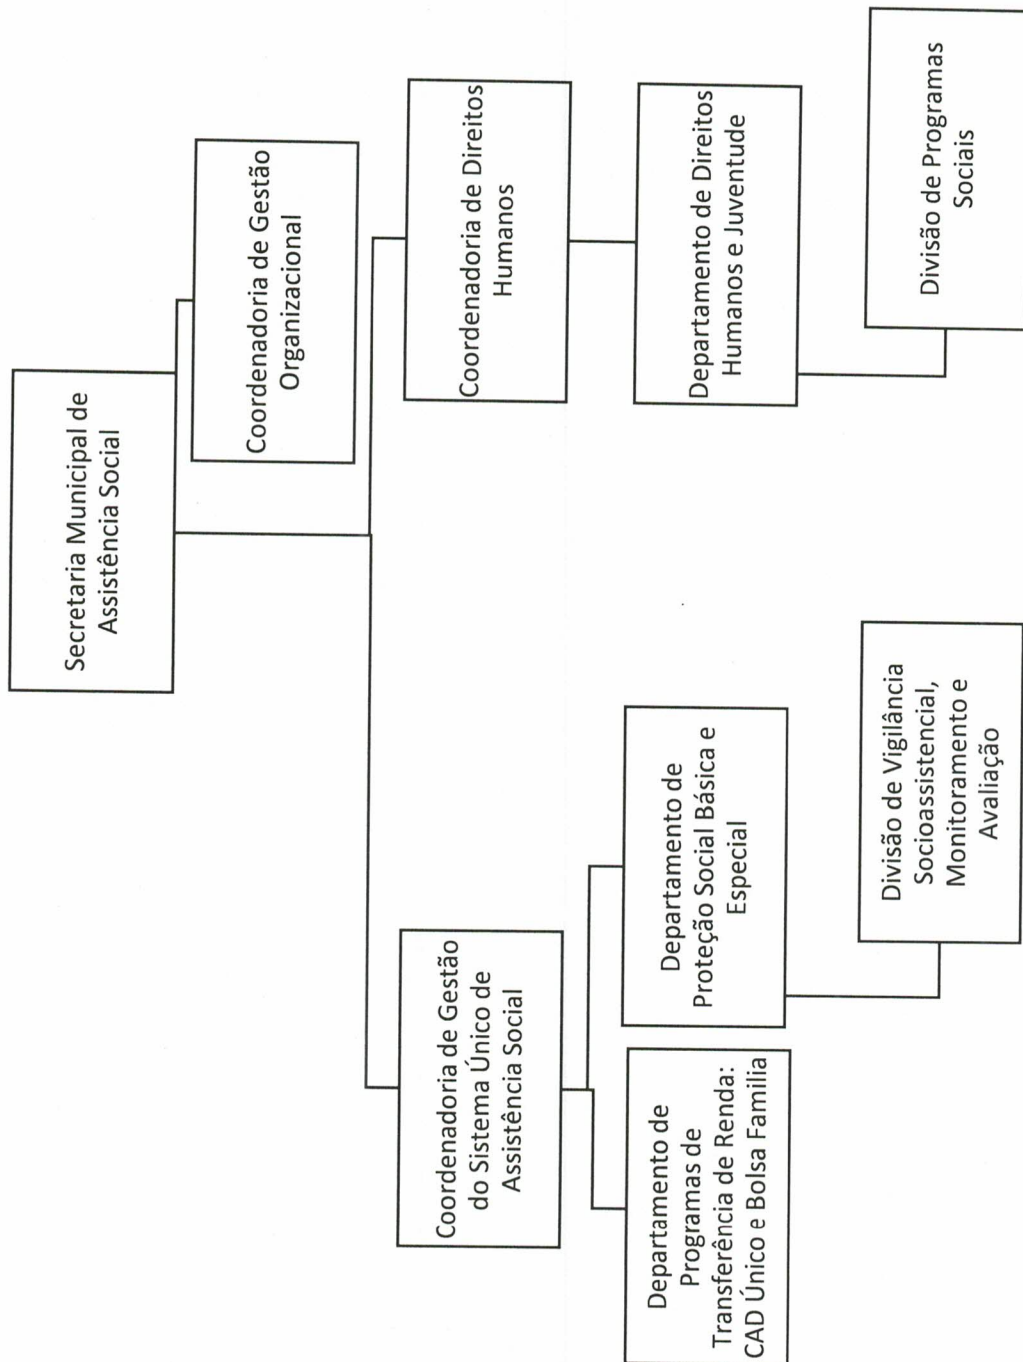 Secretaria Municipal de
Assistência Social
Coordenadoria de Gestão
Organizacional
Coordenadoria de Gestão
do Sistema Único de
Assistência Social
Coordenadoria de Direitos
Humanos
Departamento de
Programas de
Transferência de Renda:
CAD Único e Bolsa Familia
Departamento de
Proteção Social Básica e
Especial
Departamento de Direitos
Humanos e Juventude
Divisão de Vigilância
Socioassistencial,
Monitoramento e
Avaliação
Divisão de Programas
Sociais